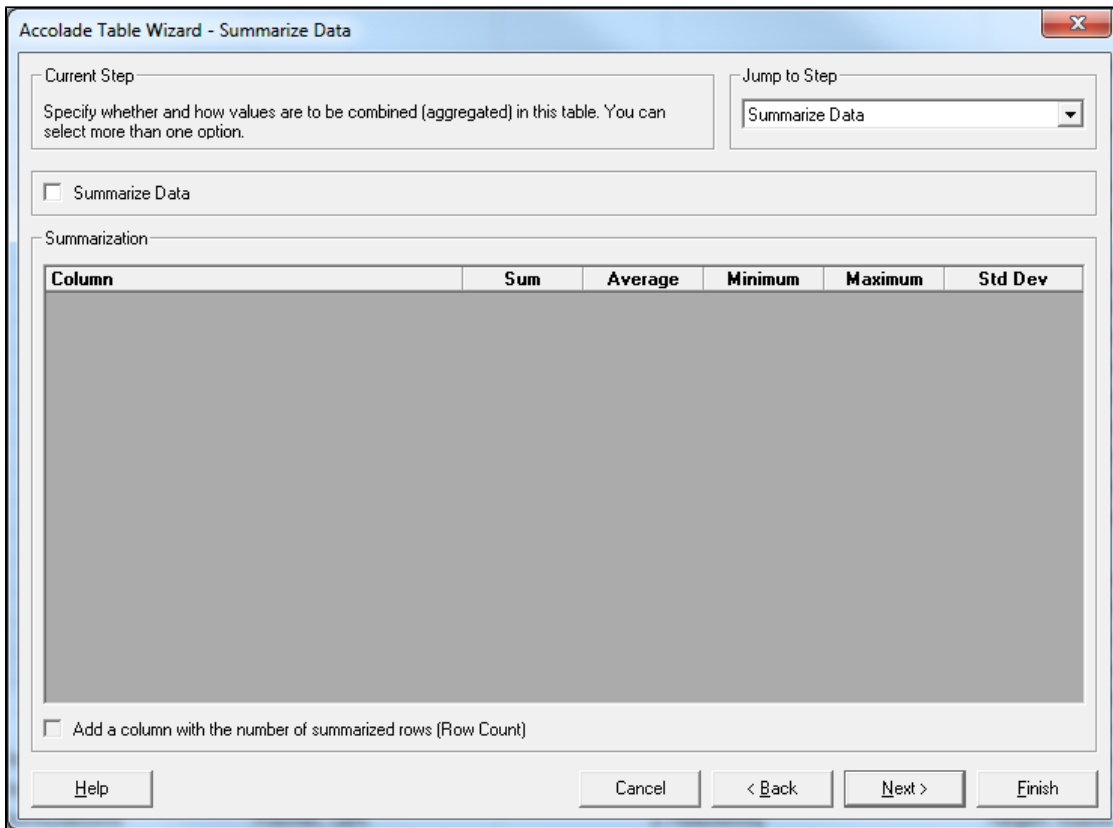 Accolade Table Wizard - Summarize Data
Current Step
Specify whether and how values are to be combined (aggregated) in this table. You can
select more than one option.
Jump to Step
Summarize Data
Summarize Data
Summarization
Column Sum Average Minimum Maximum Std Dev
Add a column with the number of summarized rows (Row Count)
Help Cancel < Back Next > Finish